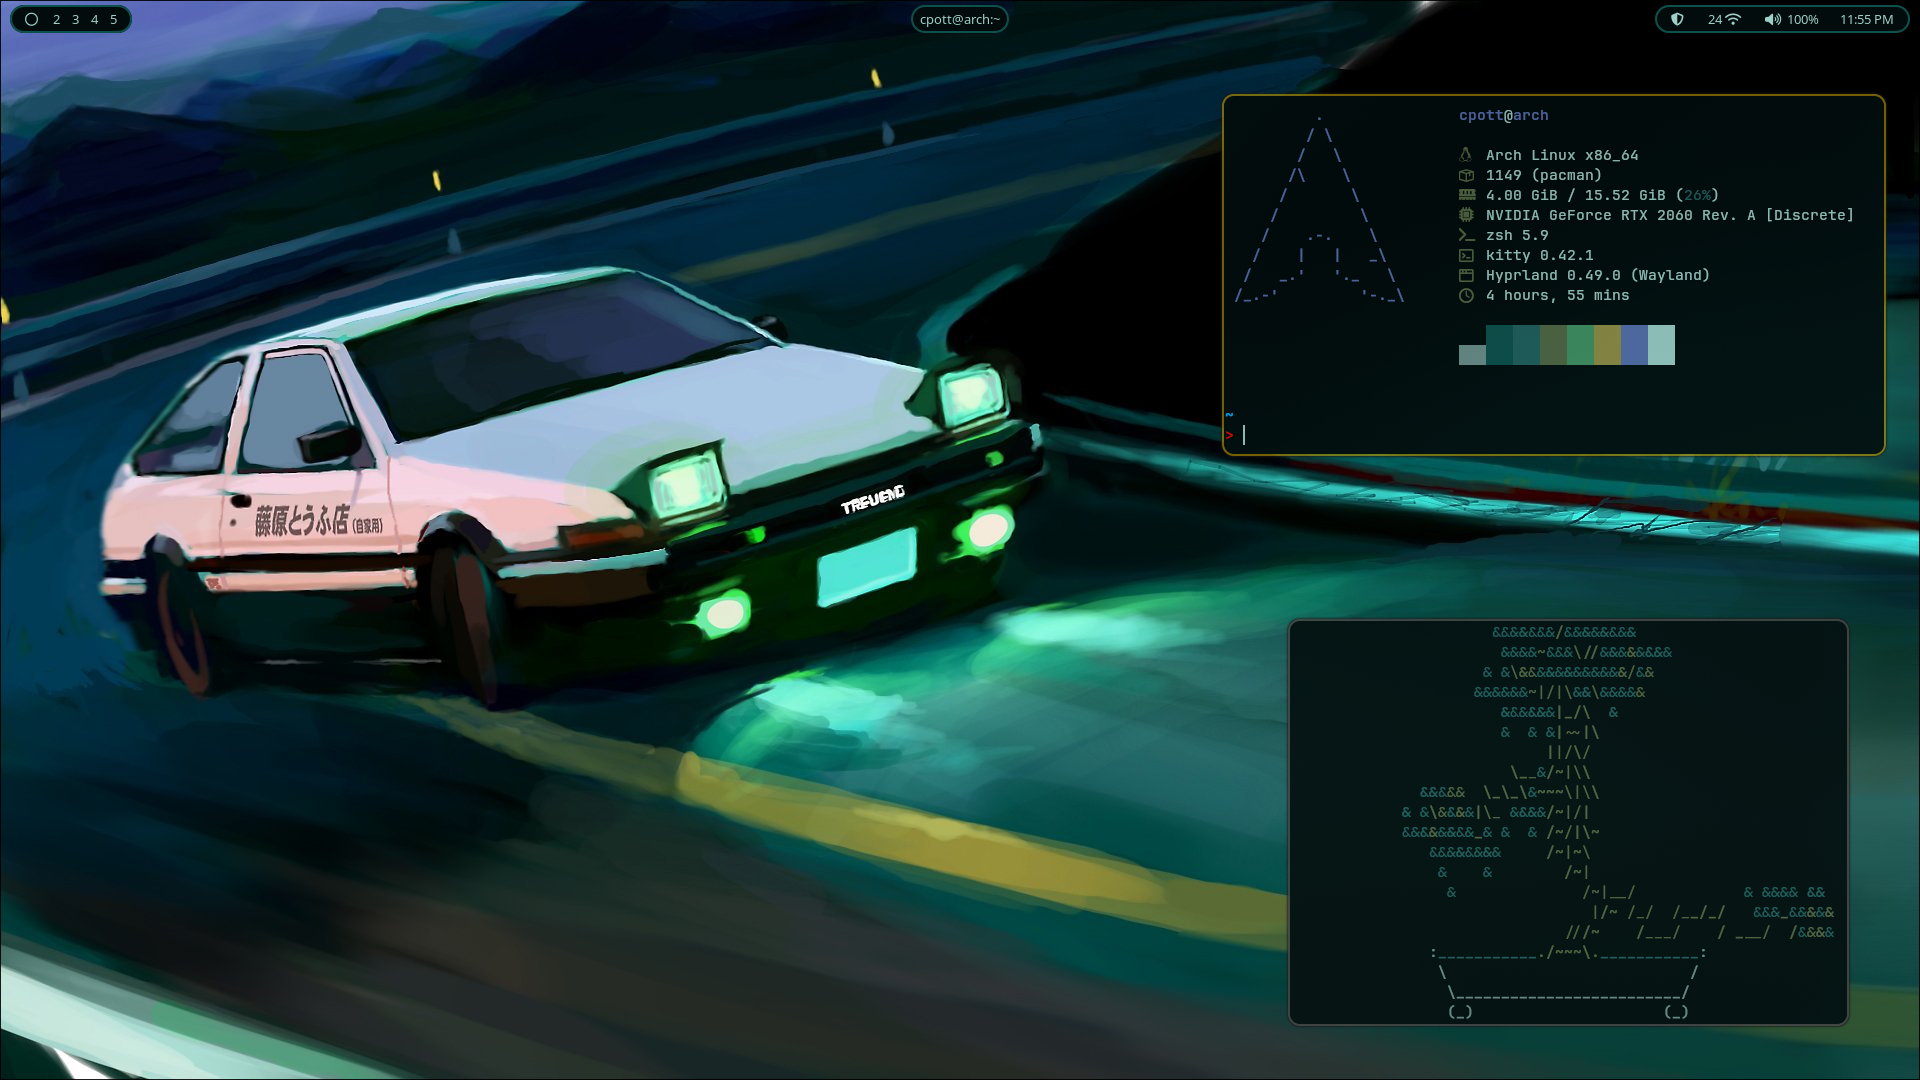 2 3 4 5
cpott@arch:~
24
100%
11:55 PM
cpott@arch
Arch Linux x86_64
1149 (pacman)
4.00 GiB / 15.52 GiB (26%)
NVIDIA GeForce RTX 2060 Rev. A [Discrete]
zsh 5.9
kitty 0.42.1
Hyprland 0.49.0 (Wayland)
4 hours, 55 mins
~
>
藤原とうふ店(自家用)
TREUENO